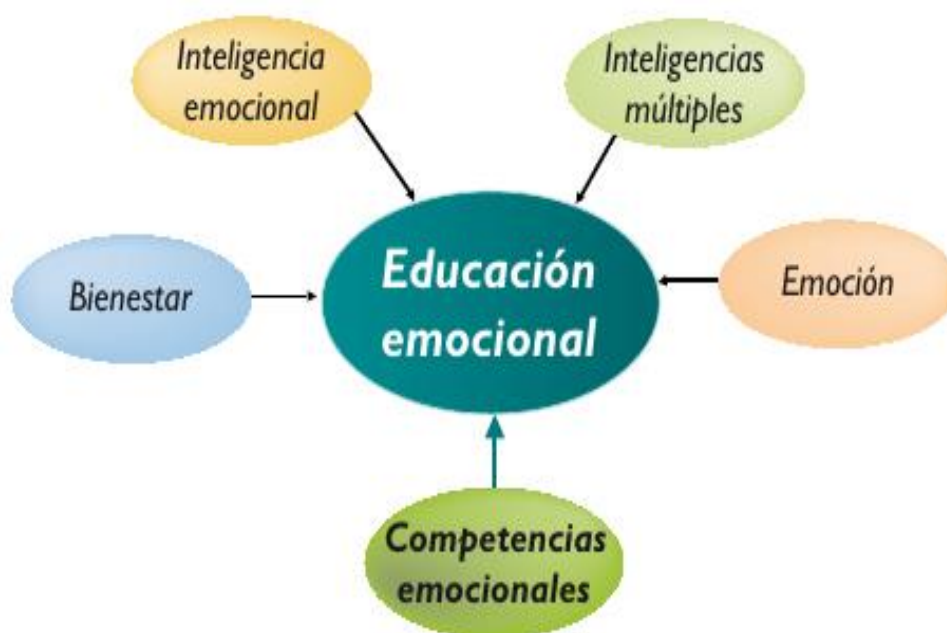 Inteligencia
emocional
Inteligencias
múltiples
Educación
emocional
Bienestar
Emoción
Competencias
emocionales